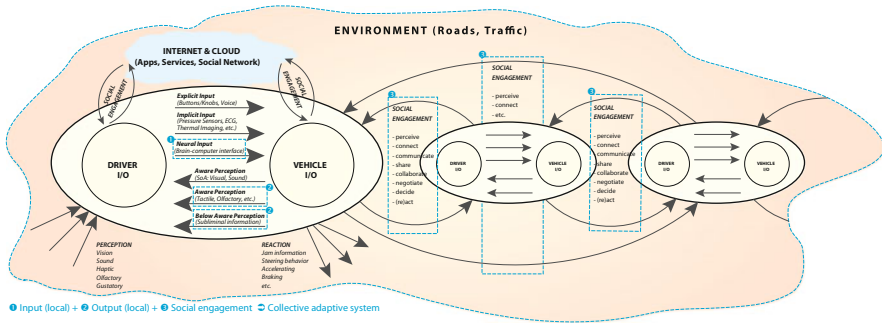 ENVIRONMENT (Roads, Traffic)
INTERNET & CLOUD
(Apps, Services, Social Network)
SOCIAL
ENGAGEMENT
SOCIAL
ENGAGEMENT
Explicit Input
(Buttons/Knobs, Voice)
Implicit Input
(Pressure Sensors, ECG,
Thermal Imaging, etc.)
1
Neural Input
(Brain-computer interface)
DRIVER
I/O
VEHICLE
I/O
Aware Perception
(SoA: Visual, Sound)
2
Aware Perception
(Tactile, Olfactory, etc.)
2
Below Aware Perception
(Subliminal information)
PERCEPTION
Vision
Sound
Haptic
Olfactory
Gustatory
REACTION
Jam information
Steering behavior
Accelerating
Braking
etc.
3
SOCIAL
ENGAGEMENT
- perceive
- connect
- communicate
- share
- collaborate
- negotiate
- decide
- (re)act
3
SOCIAL
ENGAGEMENT
- perceive
- connect
- etc.
DRIVER
I/O
VEHICLE
I/O
3
SOCIAL
ENGAGEMENT
- perceive
- connect
- communicate
- share
- collaborate
- negotiate
- decide
- (re)act
DRIVER
I/O
VEHICLE
I/O
1 Input (local) + 2 Output (local) + 3 Social engagement ➲ Collective adaptive system